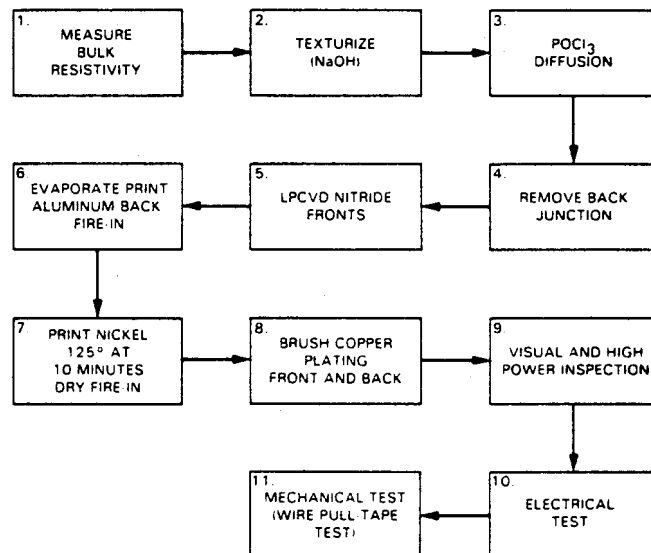 1.
MEASURE
BULK
RESISTIVITY
2.
TEXTURIZE
(NaOH)
3.
POCl3
DIFFUSION
4.
REMOVE BACK
JUNCTION
5.
LPCVD NITRIDE
FRONTS
6.
EVAPORATE PRINT
ALUMINUM BACK
FIRE-IN
7.
PRINT NICKEL
125° AT
10 MINUTES
DRY FIRE-IN
8.
BRUSH COPPER
PLATING
FRONT AND BACK
9.
VISUAL AND HIGH
POWER INSPECTION
10.
ELECTRICAL
TEST
11.
MECHANICAL TEST
(WIRE PULL-TAPE
TEST)